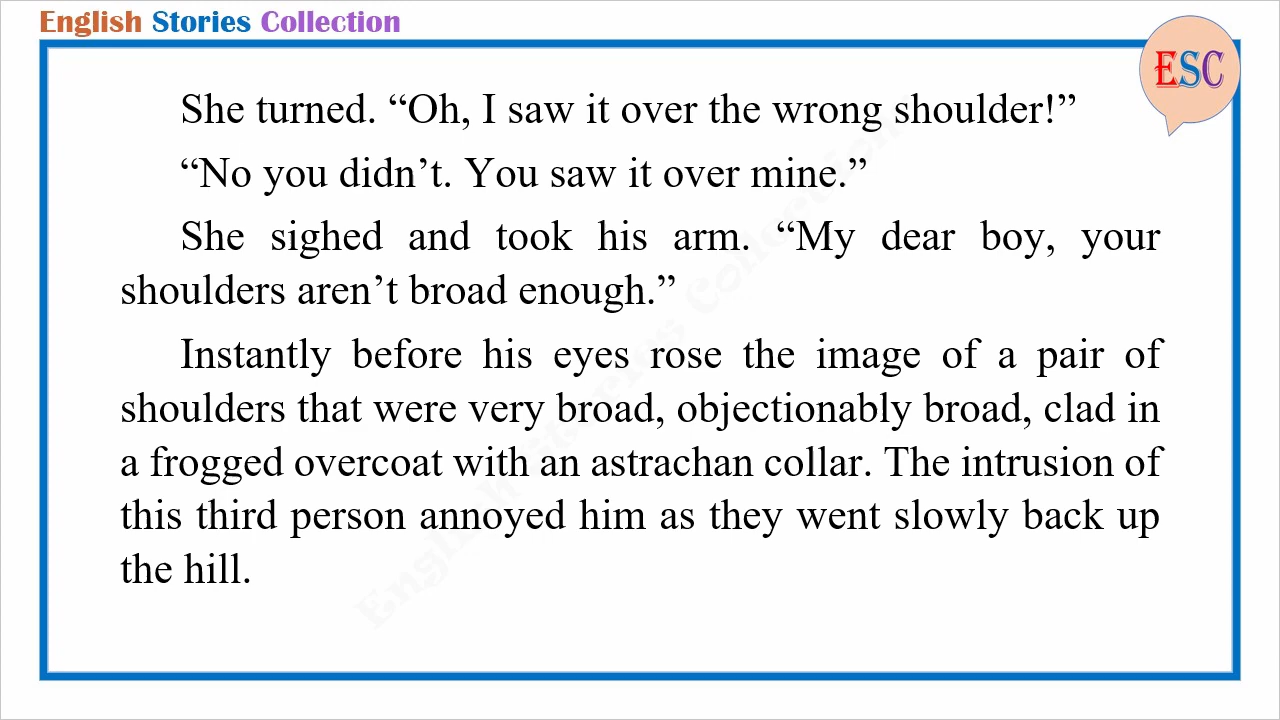 English Stories Collection
ESC
She turned. “Oh, I saw it over the wrong shoulder!”
“No you didn’t. You saw it over mine.”
She sighed and took his arm. “My dear boy, your
shoulders aren’t broad enough.”
Instantly before his eyes rose the image of a pair of
shoulders that were very broad, objectionably broad, clad in
a frogged overcoat with an astrachan collar. The intrusion of
this third person annoyed him as they went slowly back up
the hill.
English Stories Collection